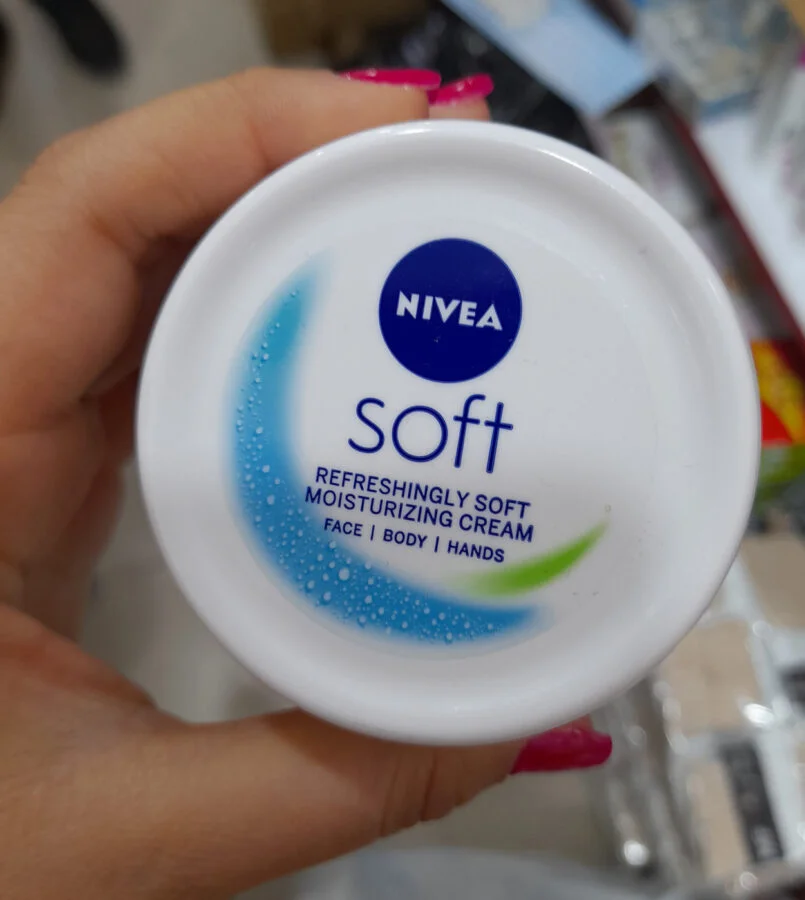 NIVEA
soft
REFRESHINGLY SOFT
MOISTURIZING CREAM
FACE | BODY | HANDS